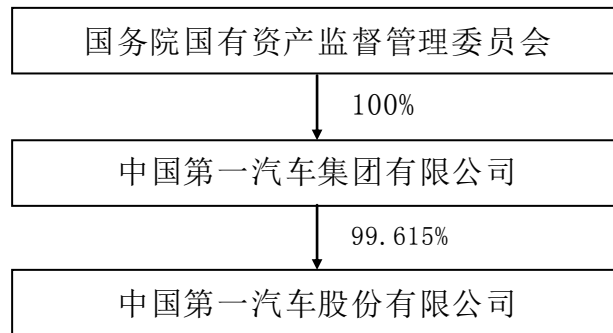 国务院国有资产监督管理委员会
100%
中国第一汽车集团有限公司
99.615%
中国第一汽车股份有限公司